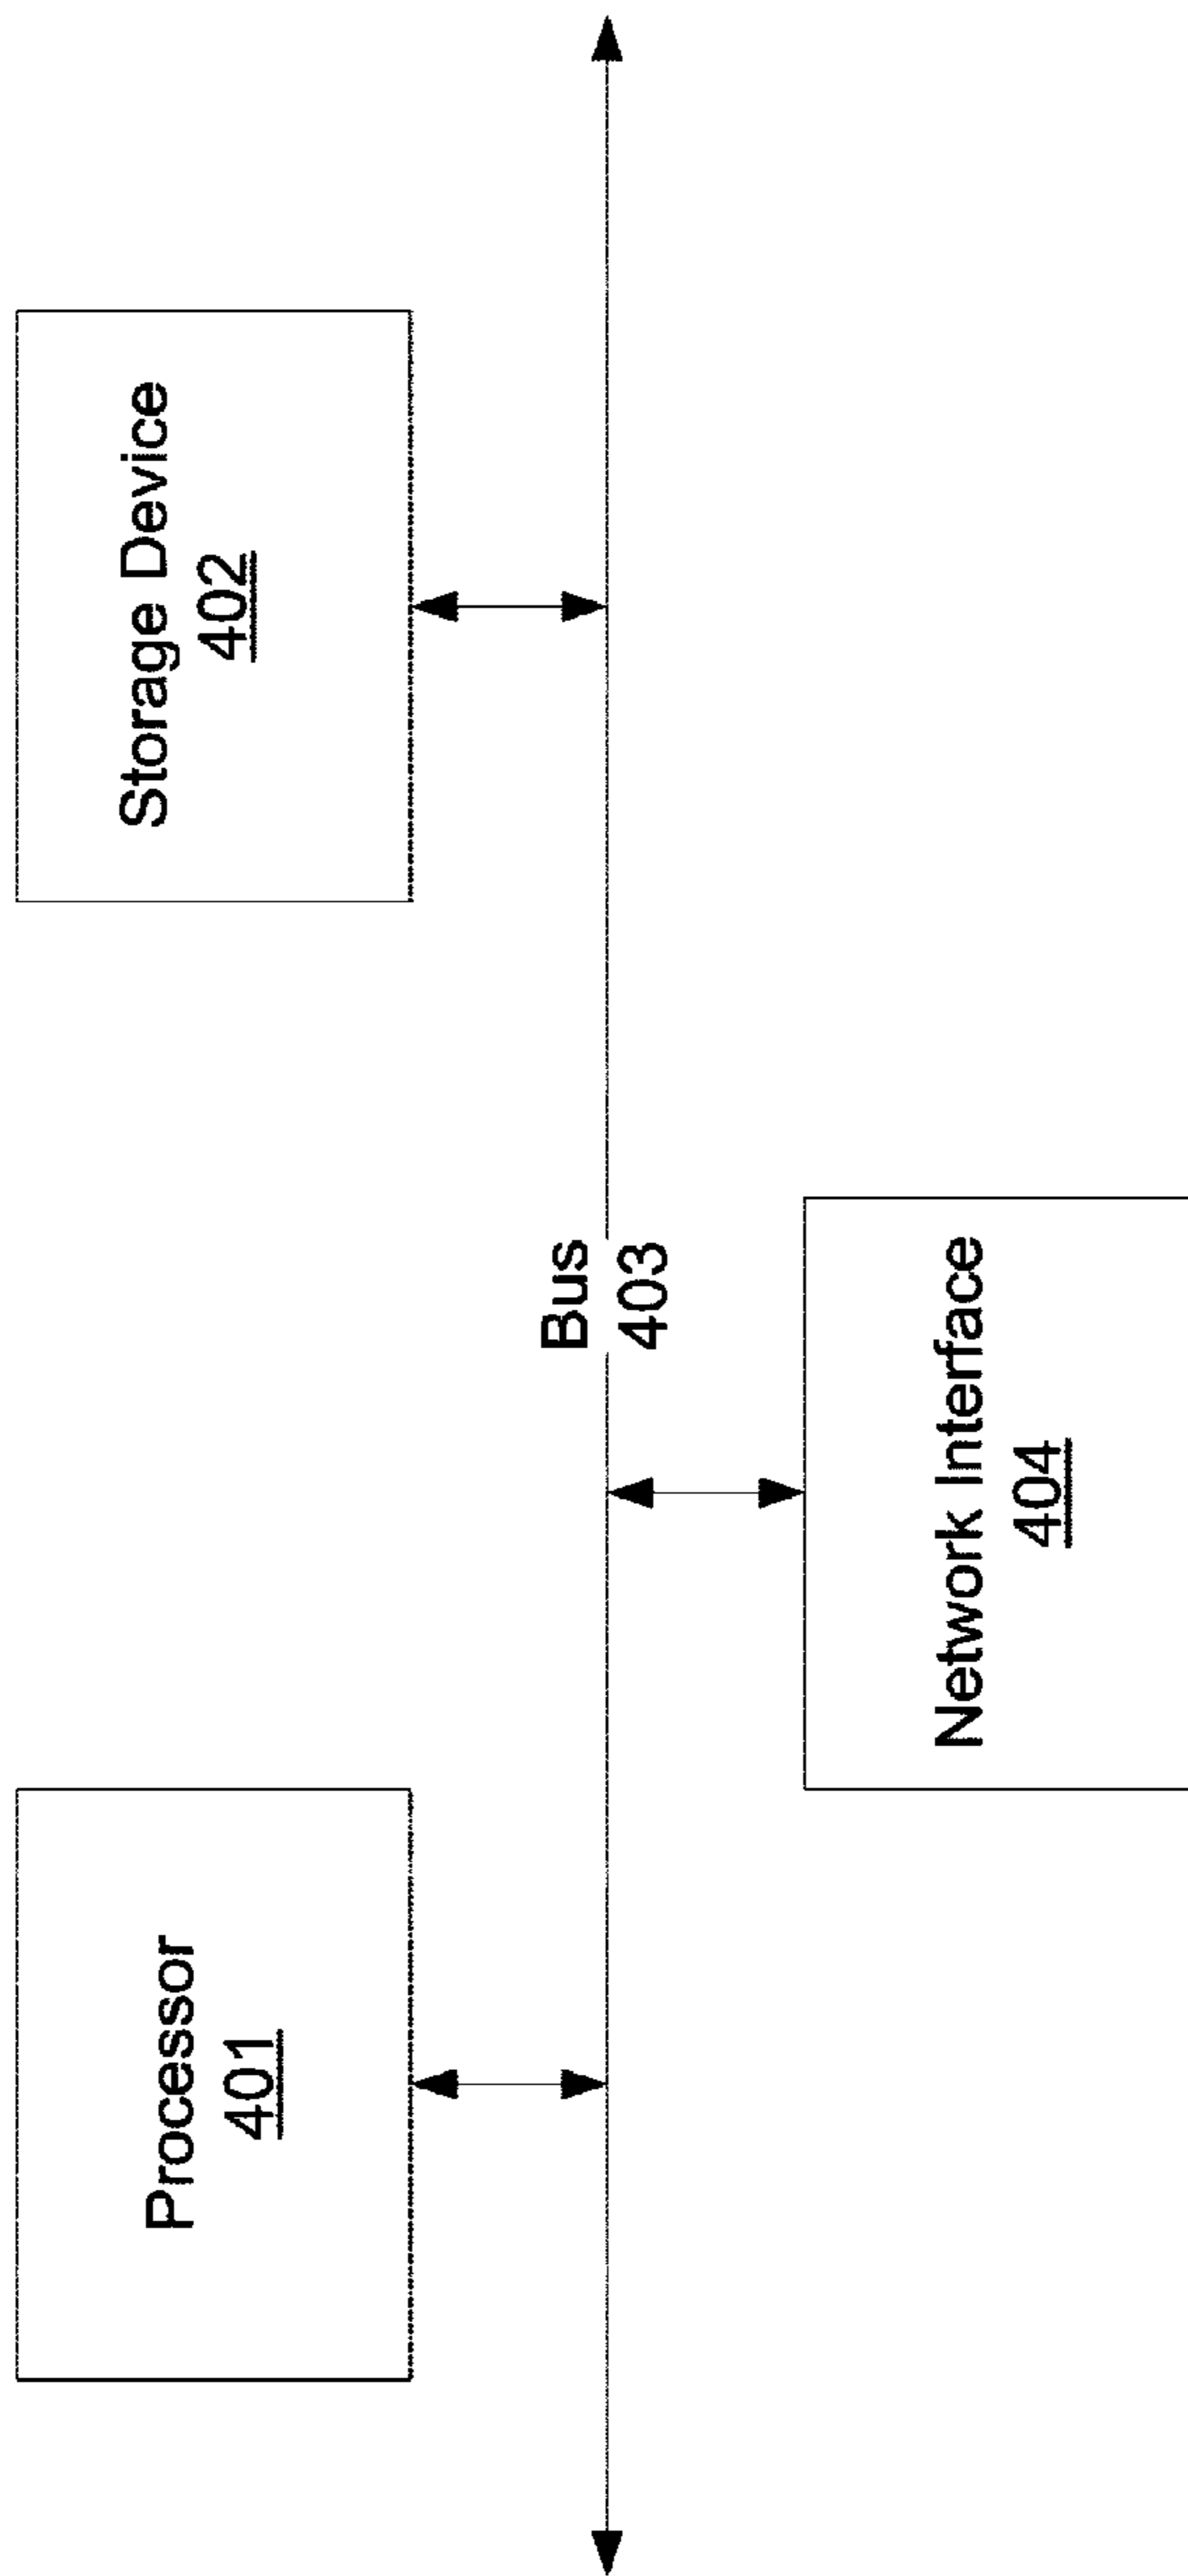 Processor
401
Storage Device
402
Bus
403
Network Interface
404